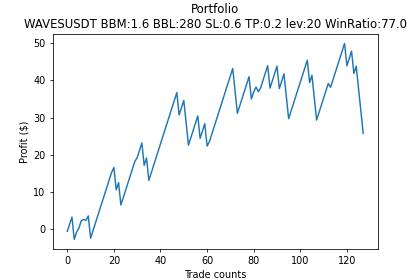 Portfolio
WAVESUSDT BBM:1.6 BBL:280 SL:0.6 TP:0.2 lev:20 WinRatio:77.0
50
40
30
20
10
0
Profit ($)
0 20 40 60 80 100 120
Trade counts